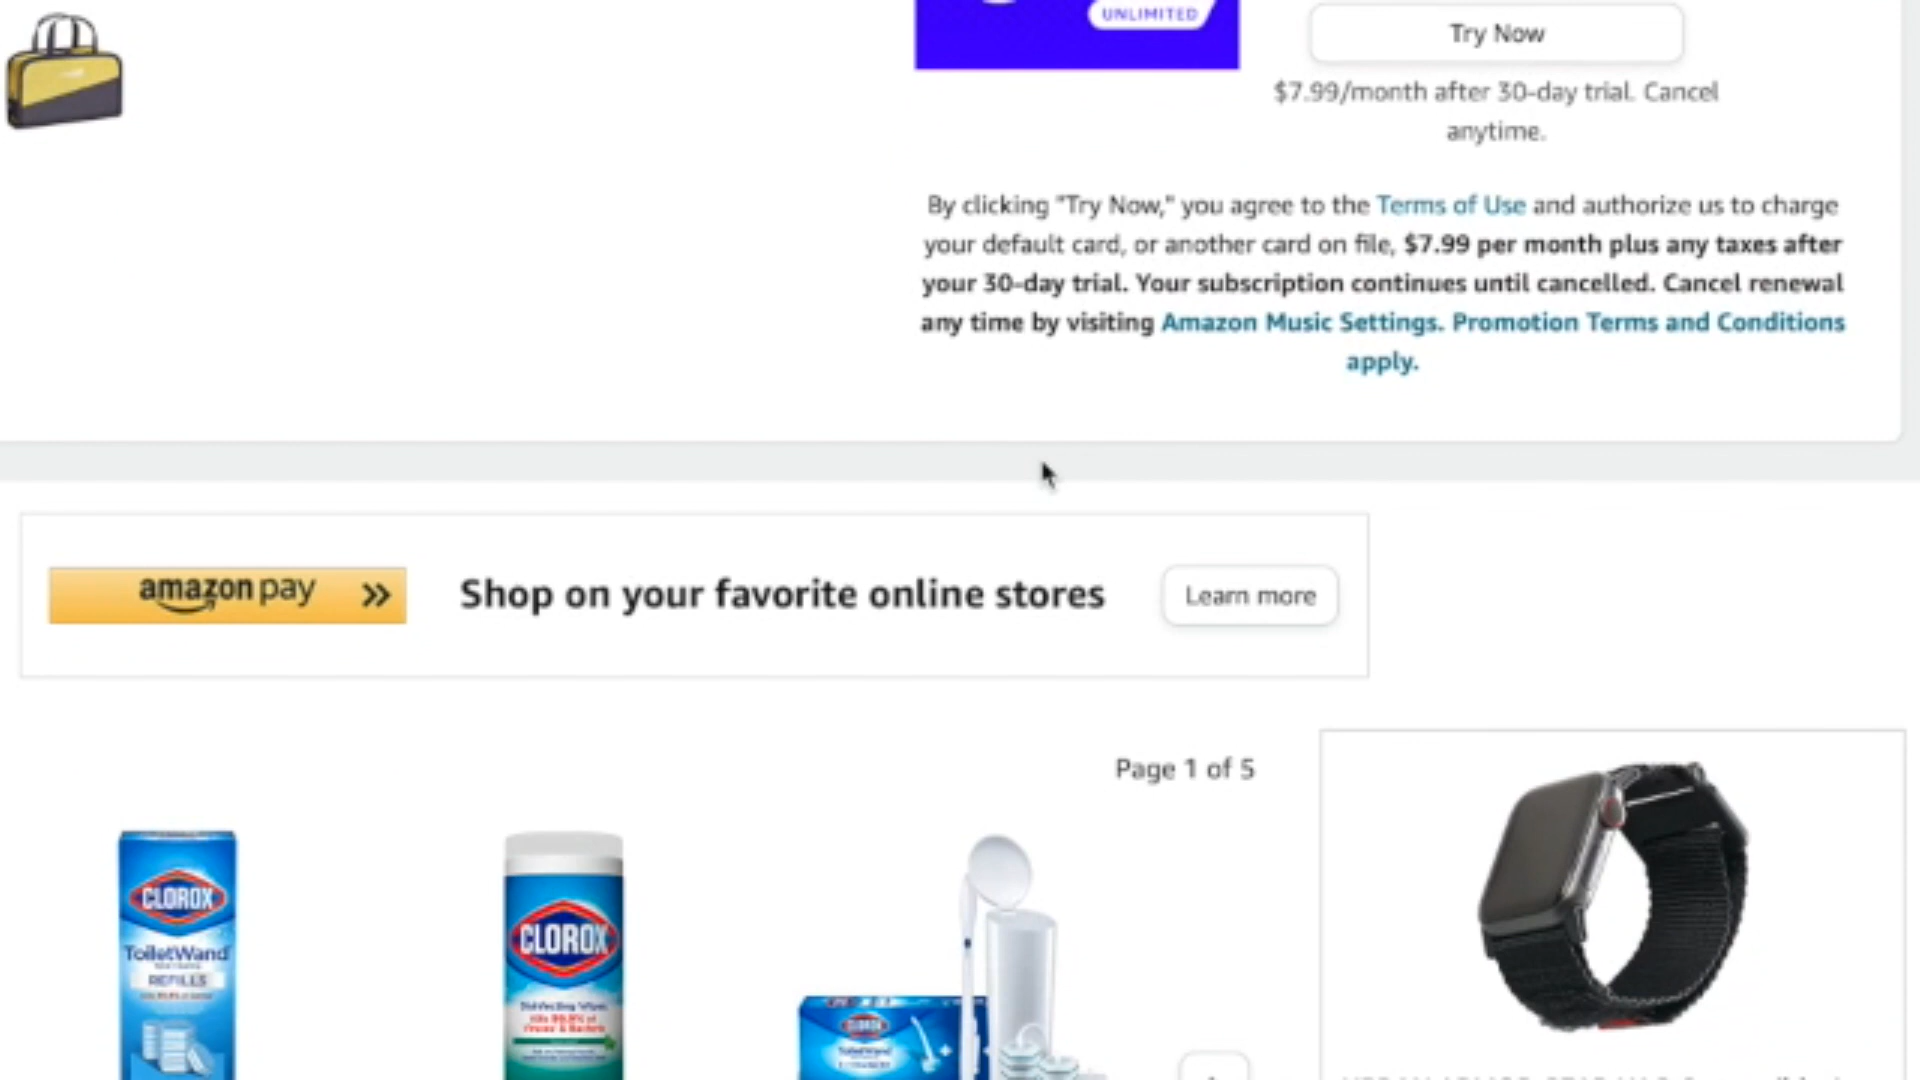 UNLIMITED
Try Now
$7.99/month after 30-day trial. Cancel
anytime.
By clicking "Try Now," you agree to the Terms of Use and authorize us to charge
your default card, or another card on file, $7.99 per month plus any taxes after
your 30-day trial. Your subscription continues until cancelled. Cancel renewal
any time by visiting Amazon Music Settings. Promotion Terms and Conditions
apply.
amazon pay »
Shop on your favorite online stores
Learn more
Page 1 of 5
CLOROX
ToiletWand
REFILLS
CLOROX
Disinfecting Wipes
CLOROX
ToiletWand